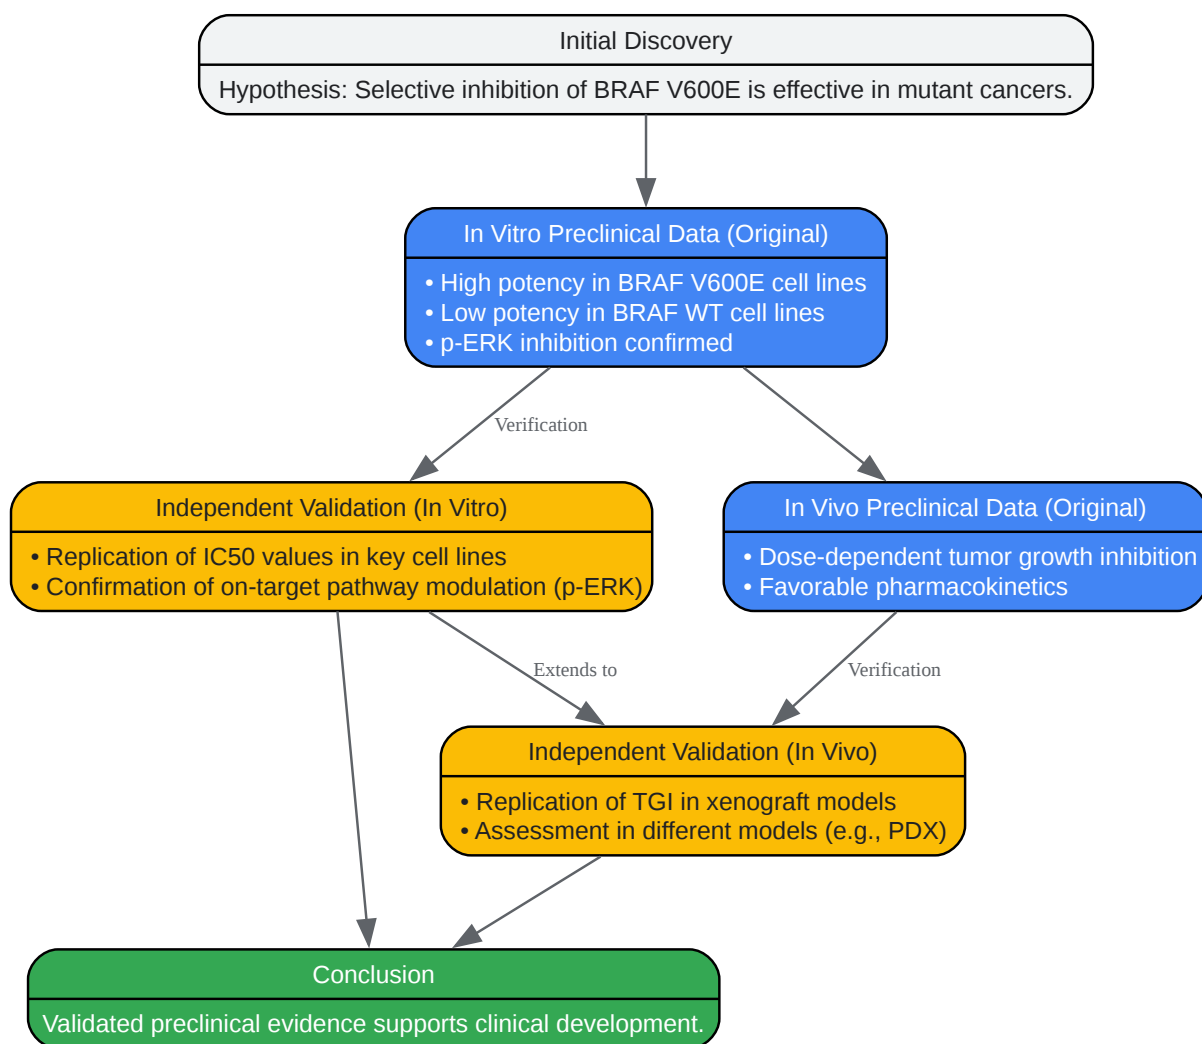 Initial Discovery
Hypothesis: Selective inhibition of BRAF V600E is effective in mutant cancers.
In Vitro Preclinical Data (Original)
• High potency in BRAF V600E cell lines
• Low potency in BRAF WT cell lines
• p-ERK inhibition confirmed
Verification
Independent Validation (In Vitro)
• Replication of IC50 values in key cell lines
• Confirmation of on-target pathway modulation (p-ERK)
In Vivo Preclinical Data (Original)
• Dose-dependent tumor growth inhibition
• Favorable pharmacokinetics
Extends to
Verification
Independent Validation (In Vivo)
• Replication of TGI in xenograft models
• Assessment in different models (e.g., PDX)
Conclusion
Validated preclinical evidence supports clinical development.